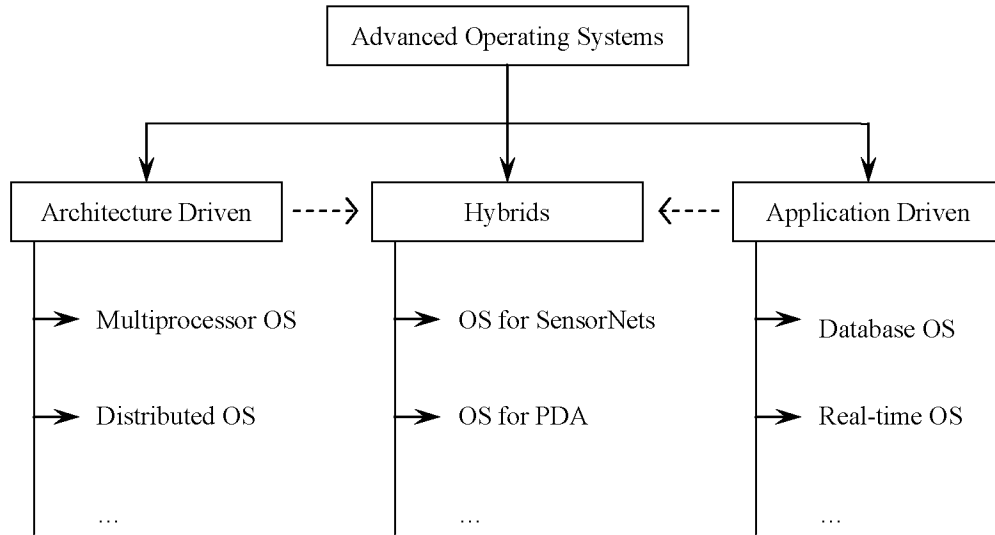 Advanced Operating Systems
Architecture Driven
Hybrids
Application Driven
Multiprocessor OS
OS for SensorNets
Database OS
Distributed OS
OS for PDA
Real-time OS
...
...
...